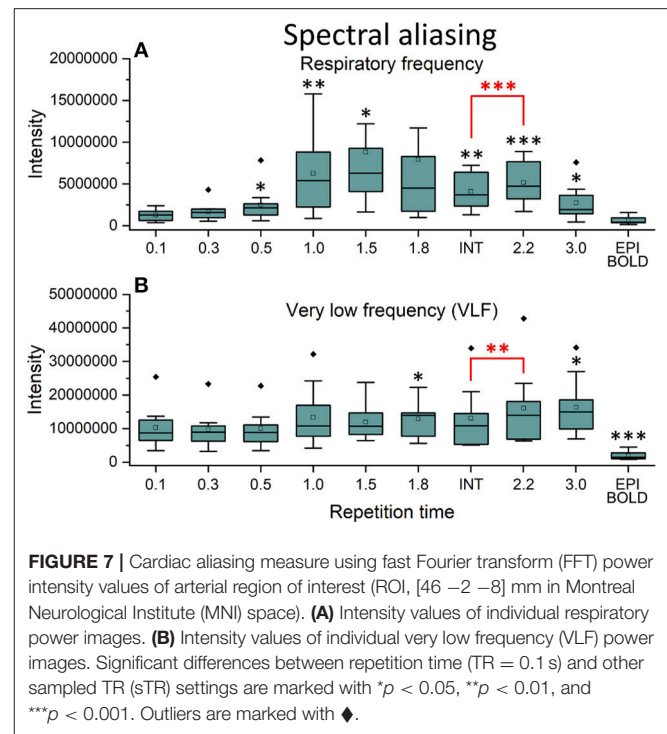 Spectral aliasing
A
Respiratory frequency
Intensity
20000000
15000000
10000000
5000000
0
** * *** * ** *** *
0.1 0.3 0.5 1.0 1.5 1.8 INT 2.2 3.0 EPI BOLD
B
Very low frequency (VLF)
Intensity
50000000
40000000
30000000
20000000
10000000
0
* ** * ***
0.1 0.3 0.5 1.0 1.5 1.8 INT 2.2 3.0 EPI BOLD
Repetition time
FIGURE 7 | Cardiac aliasing measure using fast Fourier transform (FFT) power
intensity values of arterial region of interest (ROI, [46 −2 −8] mm in Montreal
Neurological Institute (MNI) space). (A) Intensity values of individual respiratory
power images. (B) Intensity values of individual very low frequency (VLF) power
images. Significant differences between repetition time (TR = 0.1 s) and other
sampled TR (sTR) settings are marked with *p < 0.05, **p < 0.01, and
***p < 0.001. Outliers are marked with ♦.